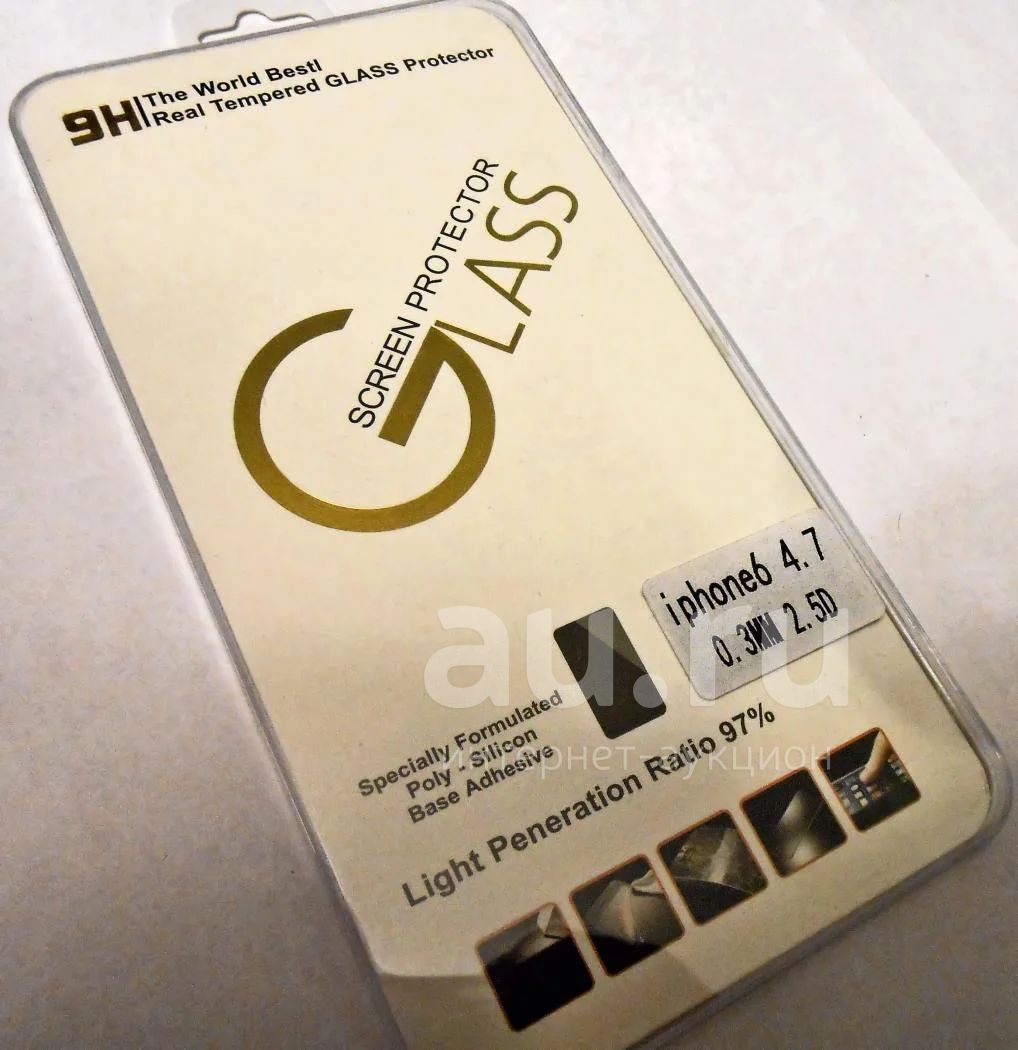 9H
The World Best!
Real Tempered GLASS Protector
SCREEN PROTECTOR
GLASS
iphone6 4.7
0.3MM 2.5D
au.ru
интернет-аукцион
Specially Formulated
Poly -Silicon
Base Adhesive
Light Peneration Ratio 97%